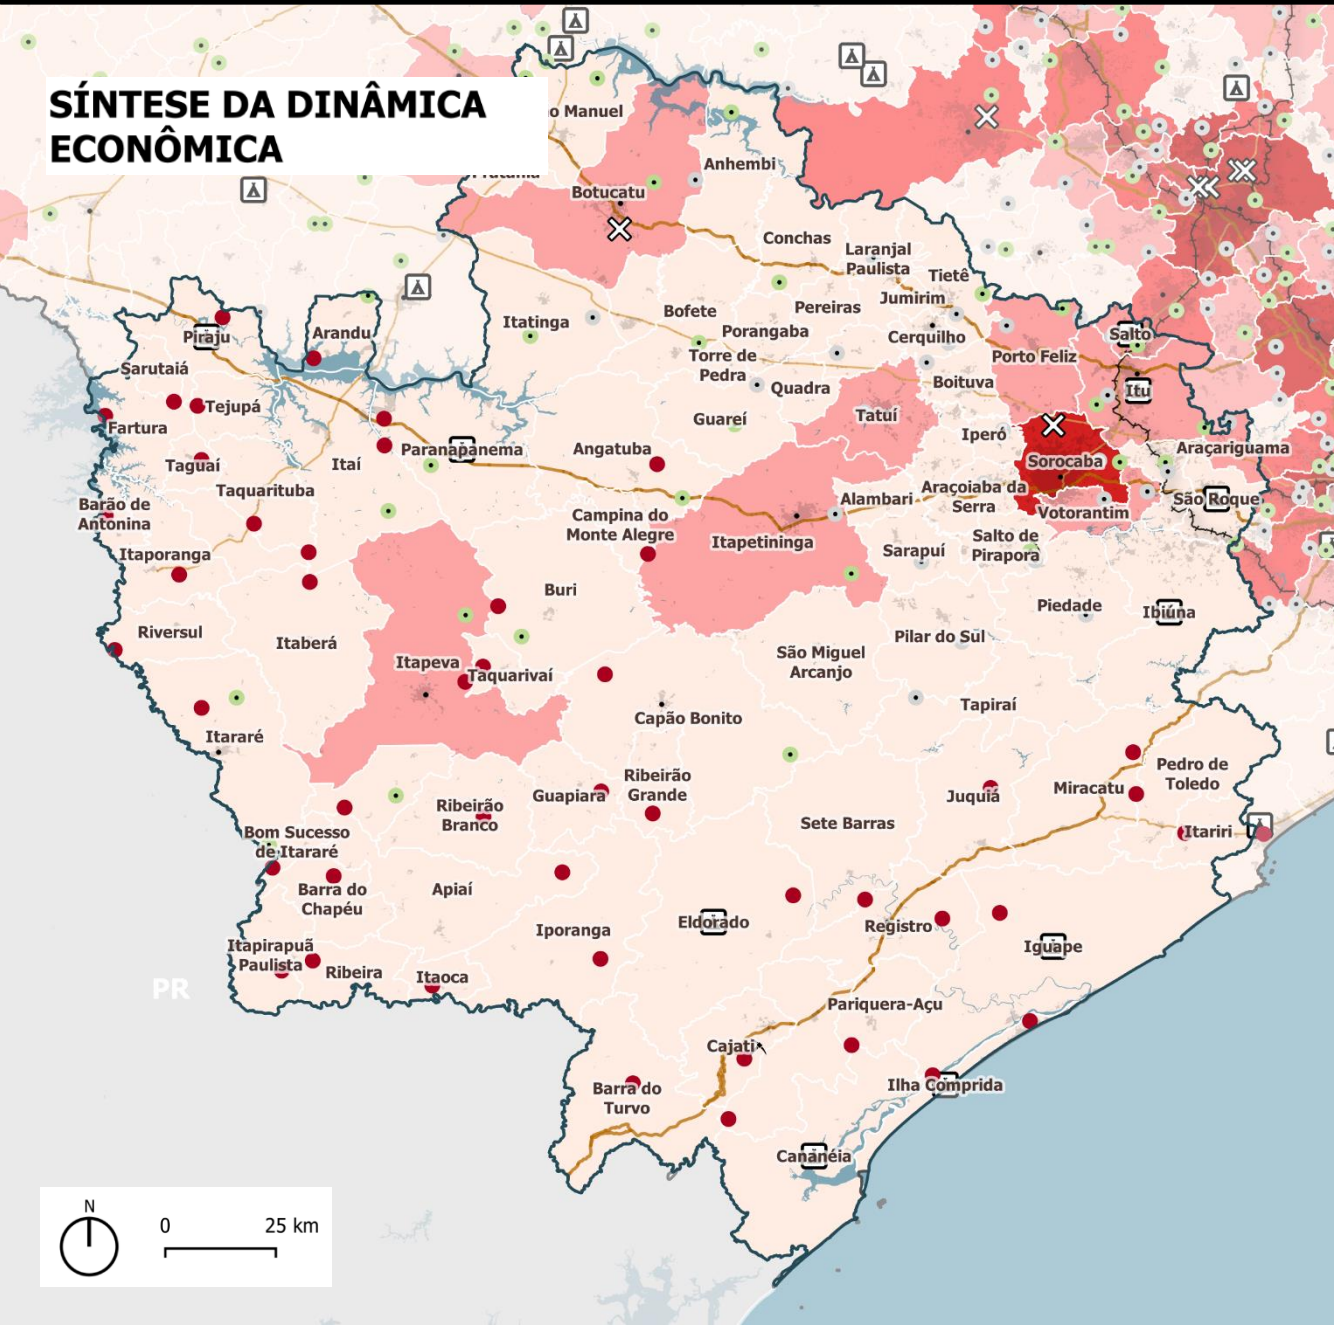 SÍNTESE DA DINÂMICA
ECONÔMICA
o Manuel
Anhembi
Botucatu
Conchas
Laranjal
Paulista
Tietê
Jumirim
Pereiras
Bofete
Porangaba
Cerquilho
Itatinga
Arandu
Piraju
Salto
Torre de
Pedra
Porto Feliz
Sarutaiá
Quadra
Boituva
Itu
Tejupá
Tatuí
Guareí
Fartura
Iperó
Paranapanema
Angatuba
Araçariguama
Taguaí
Itaí
Sorocaba
Taquarituba
Alambari
Araçoiaba da
Serra
São Roque
Barão de
Antonina
Campina do
Monte Alegre
Votorantim
Itapetininga
Salto de
Pirapora
Itaporanga
Sarapuí
Buri
Piedade
Ibiúna
Riversul
Itaberá
Pilar do Sul
Itapeva
Taquarivaí
São Miguel
Arcanjo
Tapiraí
Capão Bonito
Itararé
Pedro de
Toledo
Ribeirão
Grande
Guapiara
Juquiá
Miracatu
Ribeirão
Branco
Sete Barras
Itariri
Bom Sucesso
de Itararé
Barra do
Chapéu
Apiaí
Eldorado
Registro
Iporanga
Iguape
Itapirapuã
Paulista
Ribeira
Itaoca
PR
Pariquera-Açu
Cajati
Barra do
Turvo
Ilha Comprida
Cananéia
N
0 25 km